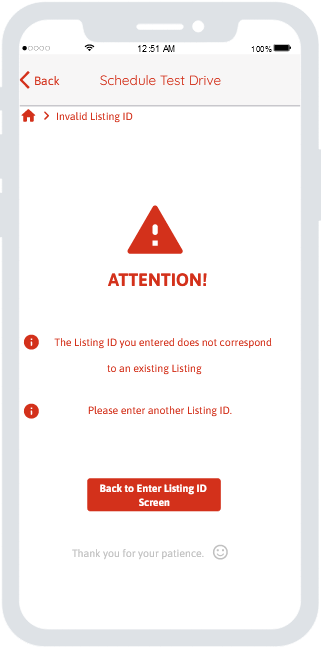 12:51 AM 100%
Back Schedule Test Drive
Invalid Listing ID
ATTENTION!
The Listing ID you entered does not correspond
to an existing Listing
Please enter another Listing ID.
Back to Enter Listing ID
Screen
Thank you for your patience.